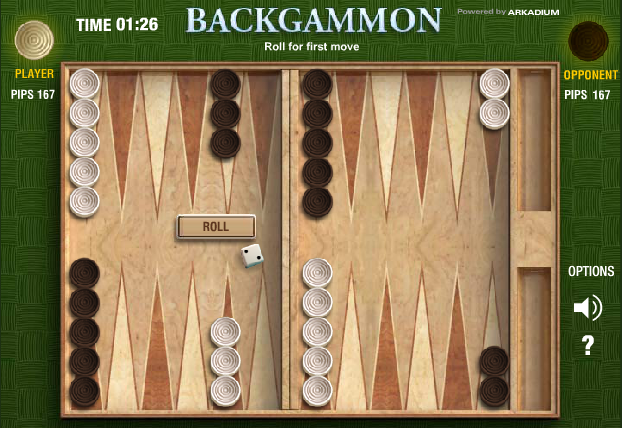 TIME 01:26
BACKGAMMON
Powered by ARKADIUM
Roll for first move
PLAYER
OPPONENT
PIPS 167
PIPS 167
ROLL
OPTIONS
?